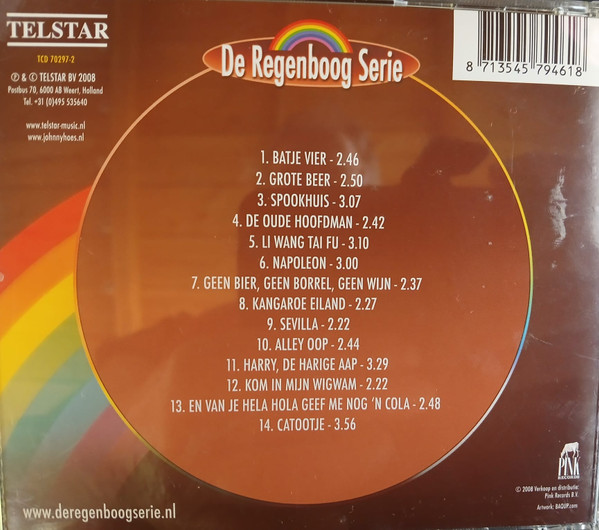 TELSTAR
TCD 70297-2
℗ & © TELSTAR BV 2008
Postbus 70, 6000 AB Weert, Holland
Tel. +31 (0)495 535640
www.telstar-music.nl
www.johnnyhoes.nl
De Regenboog Serie
8 713545 794618
1. BATJE VIER - 2.46
2. GROTE BEER - 2.50
3. SPOOKHUIS - 3.07
4. DE OUDE HOOFDMAN - 2.42
5. LI WANG TAI FU - 3.10
6. NAPOLEON - 3.00
7. GEEN BIER, GEEN BORREL, GEEN WIJN - 2.37
8. KANGAROE EILAND - 2.27
9. SEVILLA - 2.22
10. ALLEY OOP - 2.44
11. HARRY, DE HARIGE AAP - 3.29
12. KOM IN MIJN WIGWAM - 2.22
13. EN VAN JE HELA HOLA GEEF ME NOG 'N COLA - 2.48
14. CATOOTJE - 3.56
www.deregenboogserie.nl
PINK
RECORDS
© 2008 Verkoop en distributie:
Pink Records B.V.
Artwork: BAQUP.com